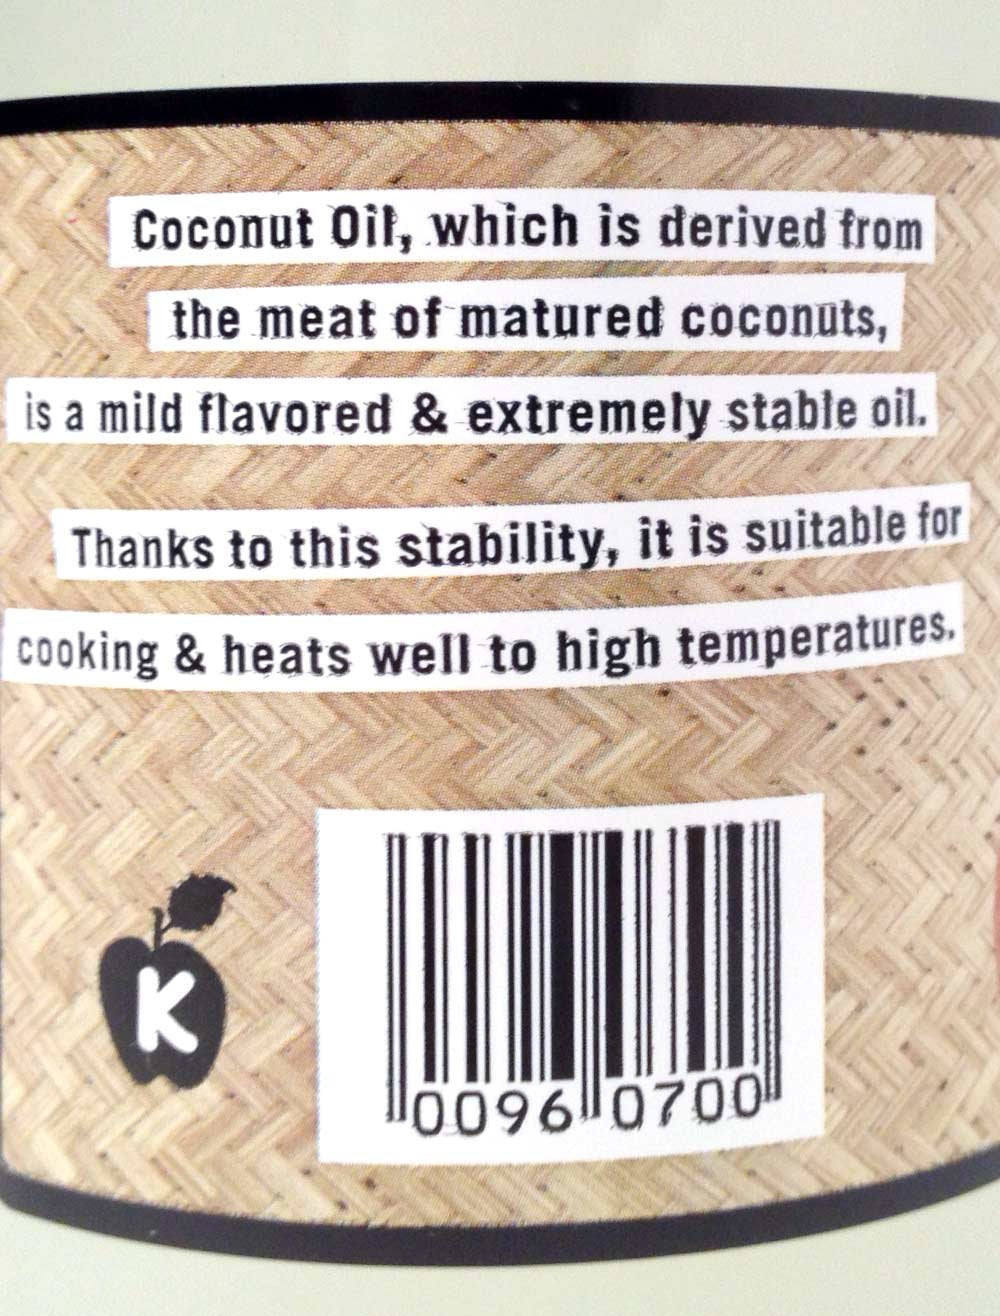 Coconut Oil, which is derived from
the meat of matured coconuts,
is a mild flavored & extremely stable oil.
Thanks to this stability, it is suitable for
cooking & heats well to high temperatures.
K
0096 0700